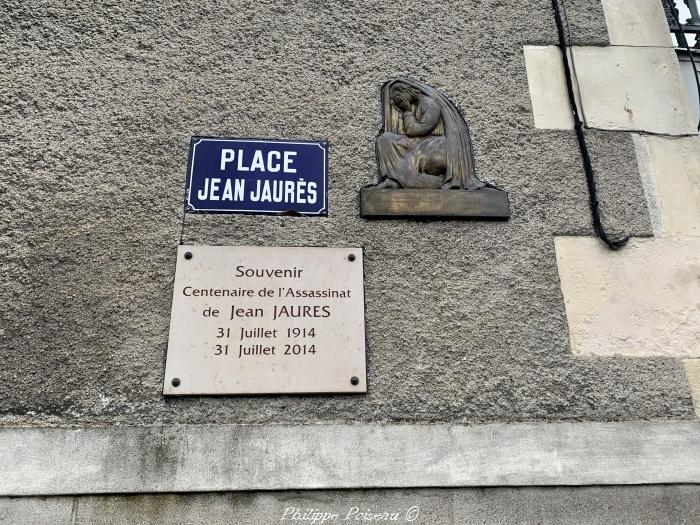 PLACE
JEAN JAURÈS
Souvenir
Centenaire de l'Assassinat
de Jean JAURES
31 Juillet 1914
31 Juillet 2014
Philippe Poiseau ©